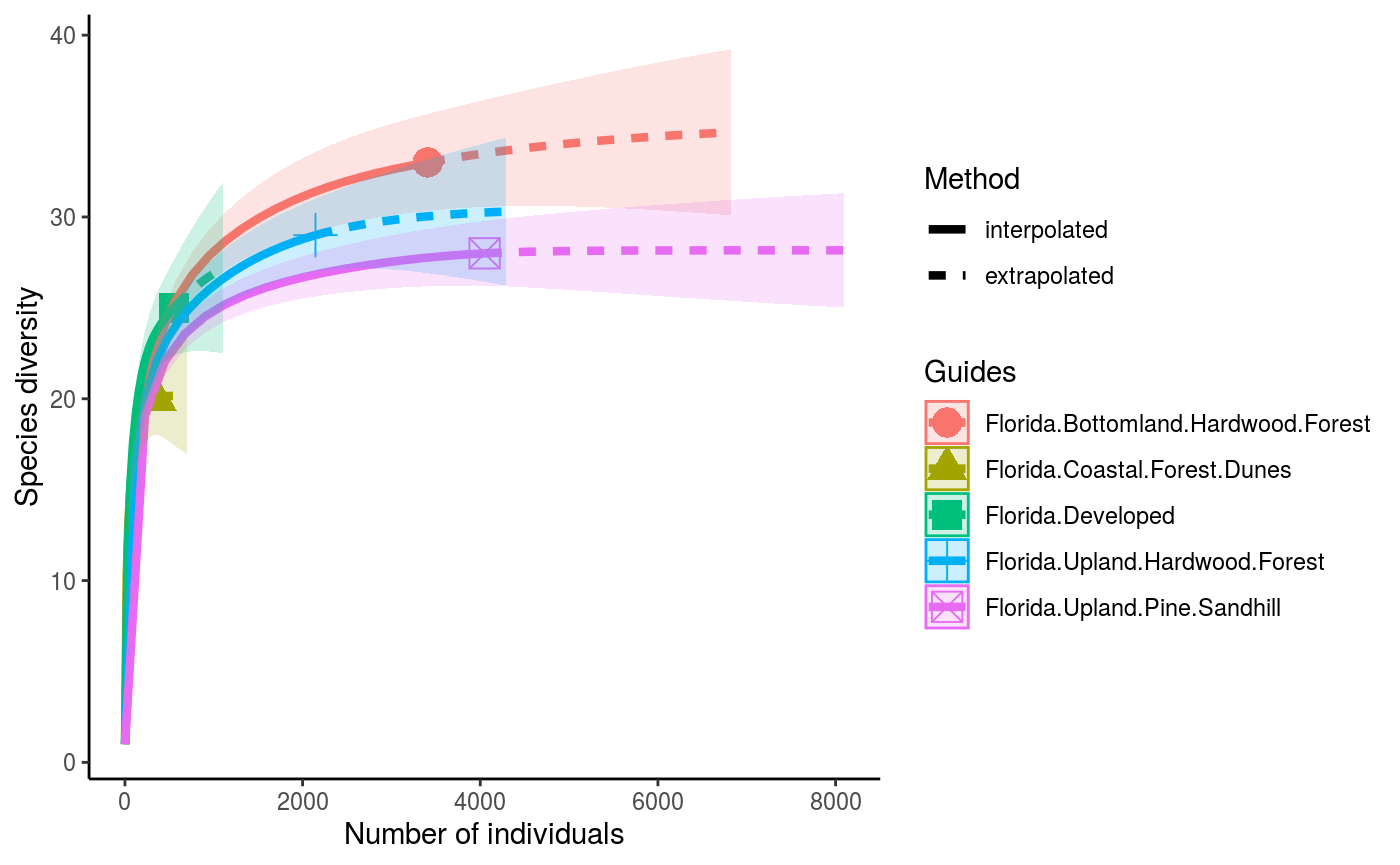 40
30
20
10
0
Species diversity
0 2000 4000 6000 8000
Number of individuals
Method
interpolated
extrapolated
Guides
Florida.Bottomland.Hardwood.Forest
Florida.Coastal.Forest.Dunes
Florida.Developed
Florida.Upland.Hardwood.Forest
Florida.Upland.Pine.Sandhill